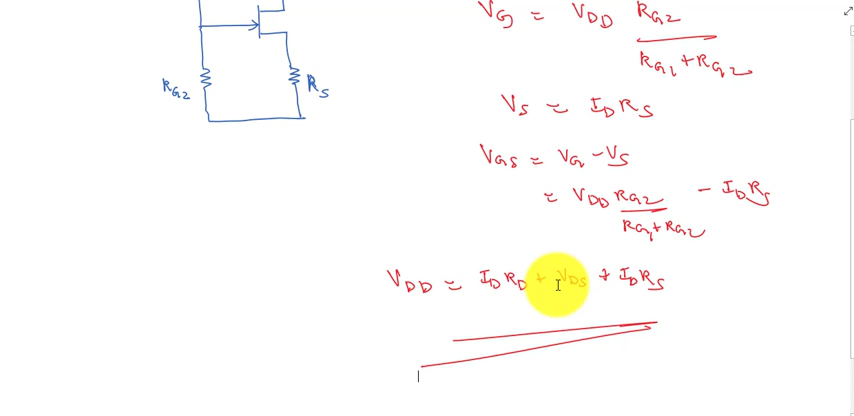 V_G = V_DD R_G2
R_G1 + R_G2
R_G2
R_S
V_S = I_D R_S
V_GS = V_G - V_S
= V_DD R_G2 - I_D R_S
R_G1 + R_G2
V_DD = I_D R_D + V_DS + I_D R_S